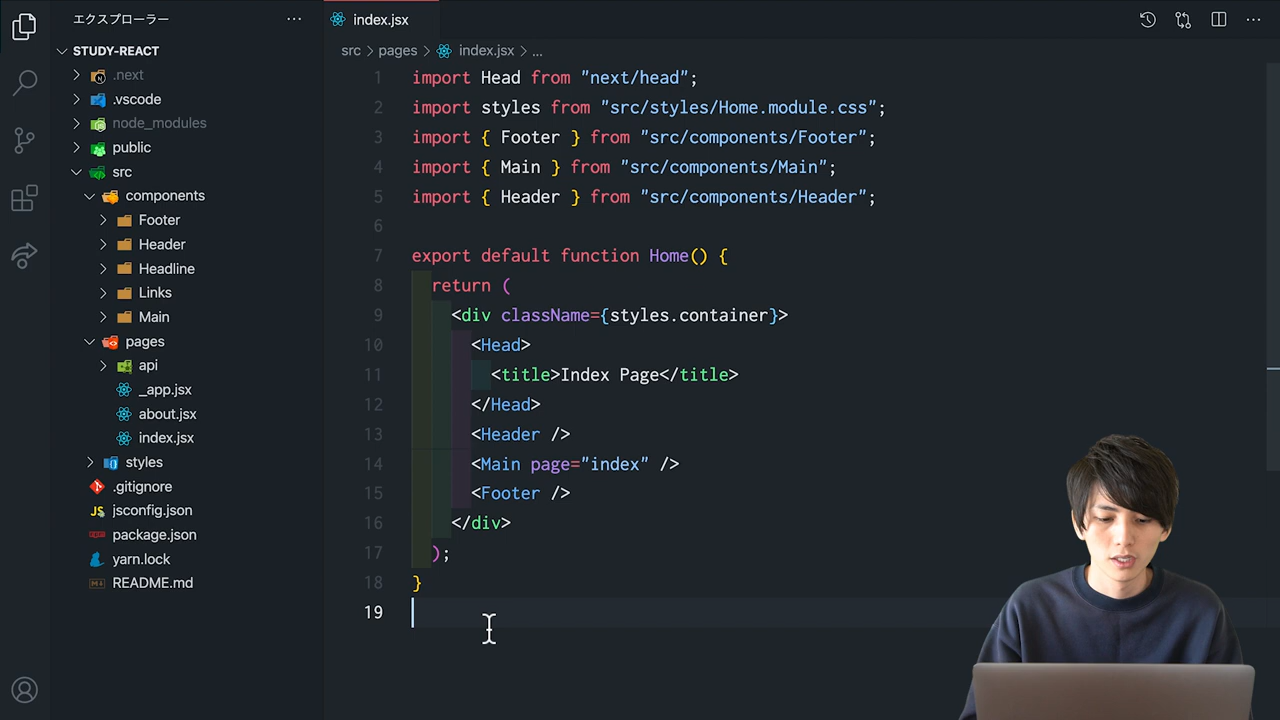 エクスプローラー
STUDY-REACT
.next
.vscode
node_modules
public
src
components
Footer
Header
Headline
Links
Main
pages
api
_app.jsx
about.jsx
index.jsx
styles
.gitignore
jsconfig.json
package.json
yarn.lock
README.md
index.jsx
src > pages > index.jsx > ...
1 import Head from "next/head";
2 import styles from "src/styles/Home.module.css";
3 import { Footer } from "src/components/Footer";
4 import { Main } from "src/components/Main";
5 import { Header } from "src/components/Header";
6
7 export default function Home() {
8 return (
9 <div className={styles.container}>
10 <Head>
11 <title>Index Page</title>
12 </Head>
13 <Header />
14 <Main page="index" />
15 <Footer />
16 </div>
17 );
18 }
19